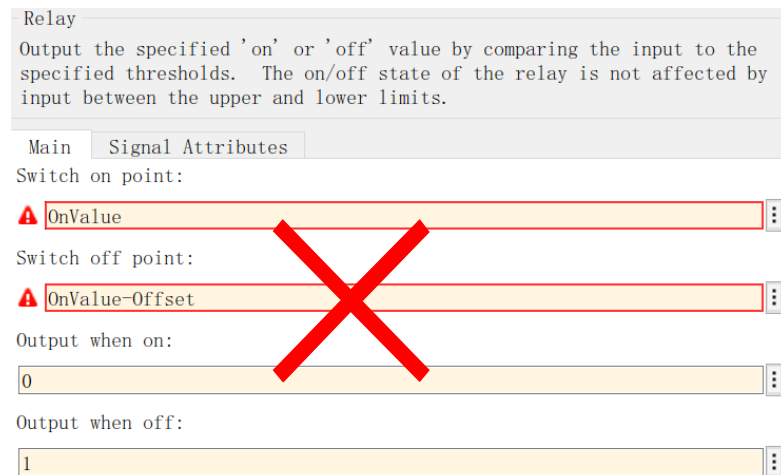 Relay
Output the specified 'on' or 'off' value by comparing the input to the
specified thresholds. The on/off state of the relay is not affected by
input between the upper and lower limits.
Main Signal Attributes
Switch on point:
OnValue
Switch off point:
OnValue-Offset
Output when on:
0
Output when off:
1